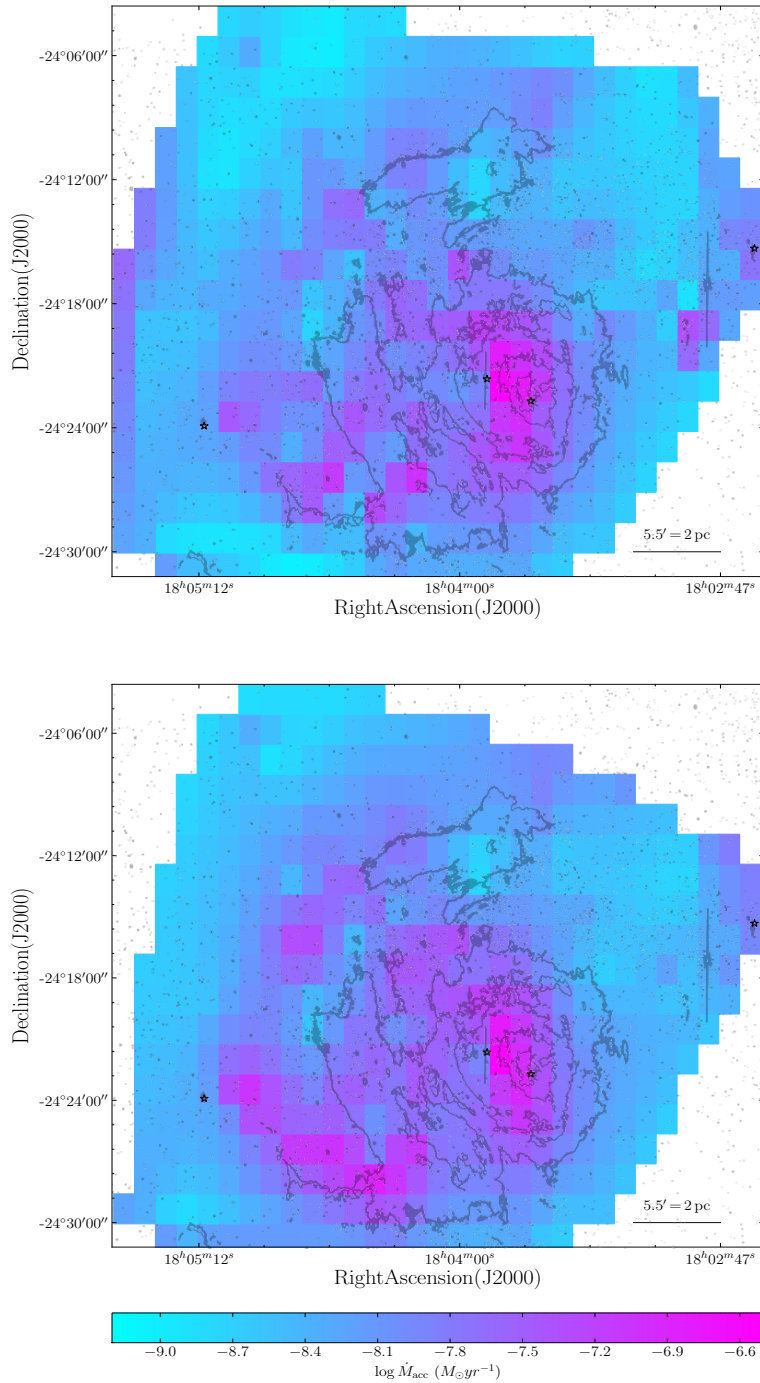 -24°06′00″
-24°12′00″
-24°18′00″
-24°24′00″
-24°30′00″
Declination(J2000)
5.5′ = 2 pc
18ʰ05ᵐ12ˢ
18ʰ04ᵐ00ˢ
18ʰ02ᵐ47ˢ
RightAscension(J2000)
-24°06′00″
-24°12′00″
-24°18′00″
-24°24′00″
-24°30′00″
Declination(J2000)
5.5′ = 2 pc
18ʰ05ᵐ12ˢ
18ʰ04ᵐ00ˢ
18ʰ02ᵐ47ˢ
RightAscension(J2000)
−9.0 −8.7 −8.4 −8.1 −7.8 −7.5 −7.2 −6.9 −6.6
log Ṁacc (M⊙yr⁻¹)